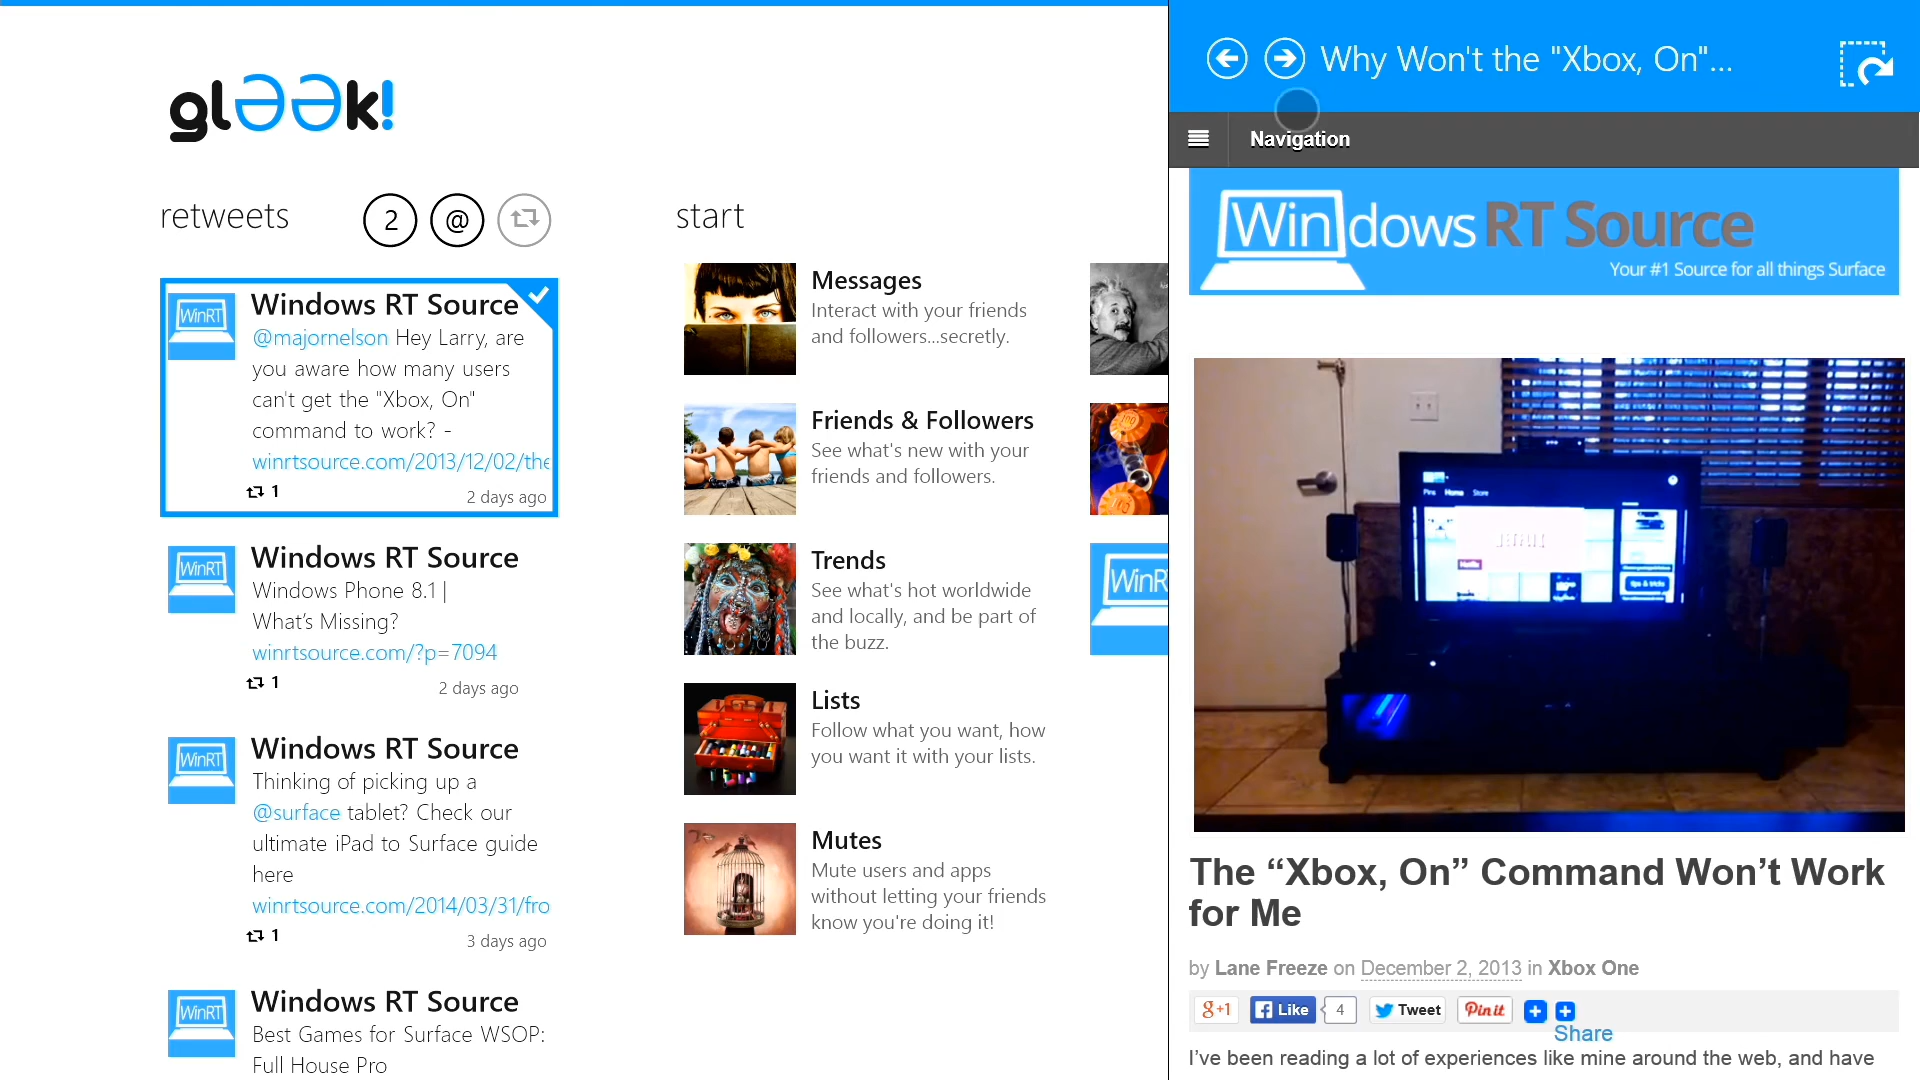 gləək!
retweets
2
@
WinRT
Windows RT Source
@majornelson Hey Larry, are
you aware how many users
can't get the "Xbox, On"
command to work? -
winrtsource.com/2013/12/02/the
1
2 days ago
WinRT
Windows RT Source
Windows Phone 8.1 |
What's Missing?
winrtsource.com/?p=7094
1
2 days ago
WinRT
Windows RT Source
Thinking of picking up a
@surface tablet? Check our
ultimate iPad to Surface guide
here
winrtsource.com/2014/03/31/fro
1
3 days ago
WinRT
Windows RT Source
Best Games for Surface WSOP:
Full House Pro
start
Messages
Interact with your friends
and followers...secretly.
Friends & Followers
See what's new with your
friends and followers.
Trends
See what's hot worldwide
and locally, and be part of
the buzz.
Lists
Follow what you want, how
you want it with your lists.
Mutes
Mute users and apps
without letting your friends
know you're doing it!
WinR
Why Won't the "Xbox, On"...
Navigation
Windows RT Source
Your #1 Source for all things Surface
Pins Home Store
The “Xbox, On” Command Won’t Work
for Me
by Lane Freeze on December 2, 2013 in Xbox One
g+1 Like 4 Tweet Pin it
Share
I’ve been reading a lot of experiences like mine around the web, and have